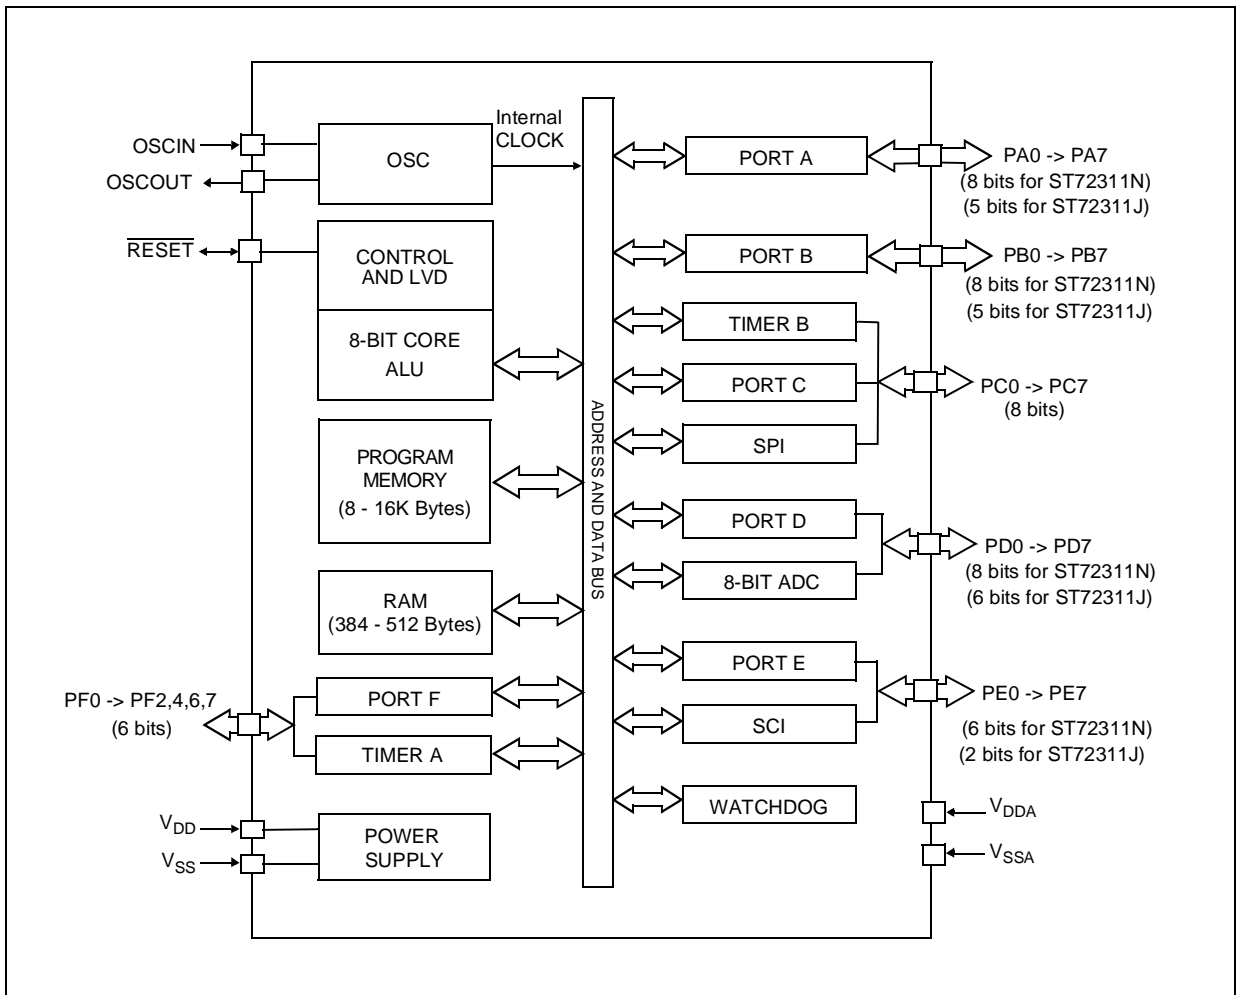 OSCIN
OSCOUT
RESET
OSC
Internal
CLOCK
CONTROL
AND LVD
8-BIT CORE
ALU
PROGRAM
MEMORY
(8 - 16K Bytes)
RAM
(384 - 512 Bytes)
PF0 -> PF2,4,6,7
(6 bits)
PORT F
TIMER A
VDD
VSS
POWER
SUPPLY
ADDRESS AND DATA BUS
PORT A
PA0 -> PA7
(8 bits for ST72311N)
(5 bits for ST72311J)
PORT B
PB0 -> PB7
(8 bits for ST72311N)
(5 bits for ST72311J)
TIMER B
PORT C
SPI
PC0 -> PC7
(8 bits)
PORT D
8-BIT ADC
PD0 -> PD7
(8 bits for ST72311N)
(6 bits for ST72311J)
PORT E
SCI
PE0 -> PE7
(6 bits for ST72311N)
(2 bits for ST72311J)
WATCHDOG
VDDA
VSSA